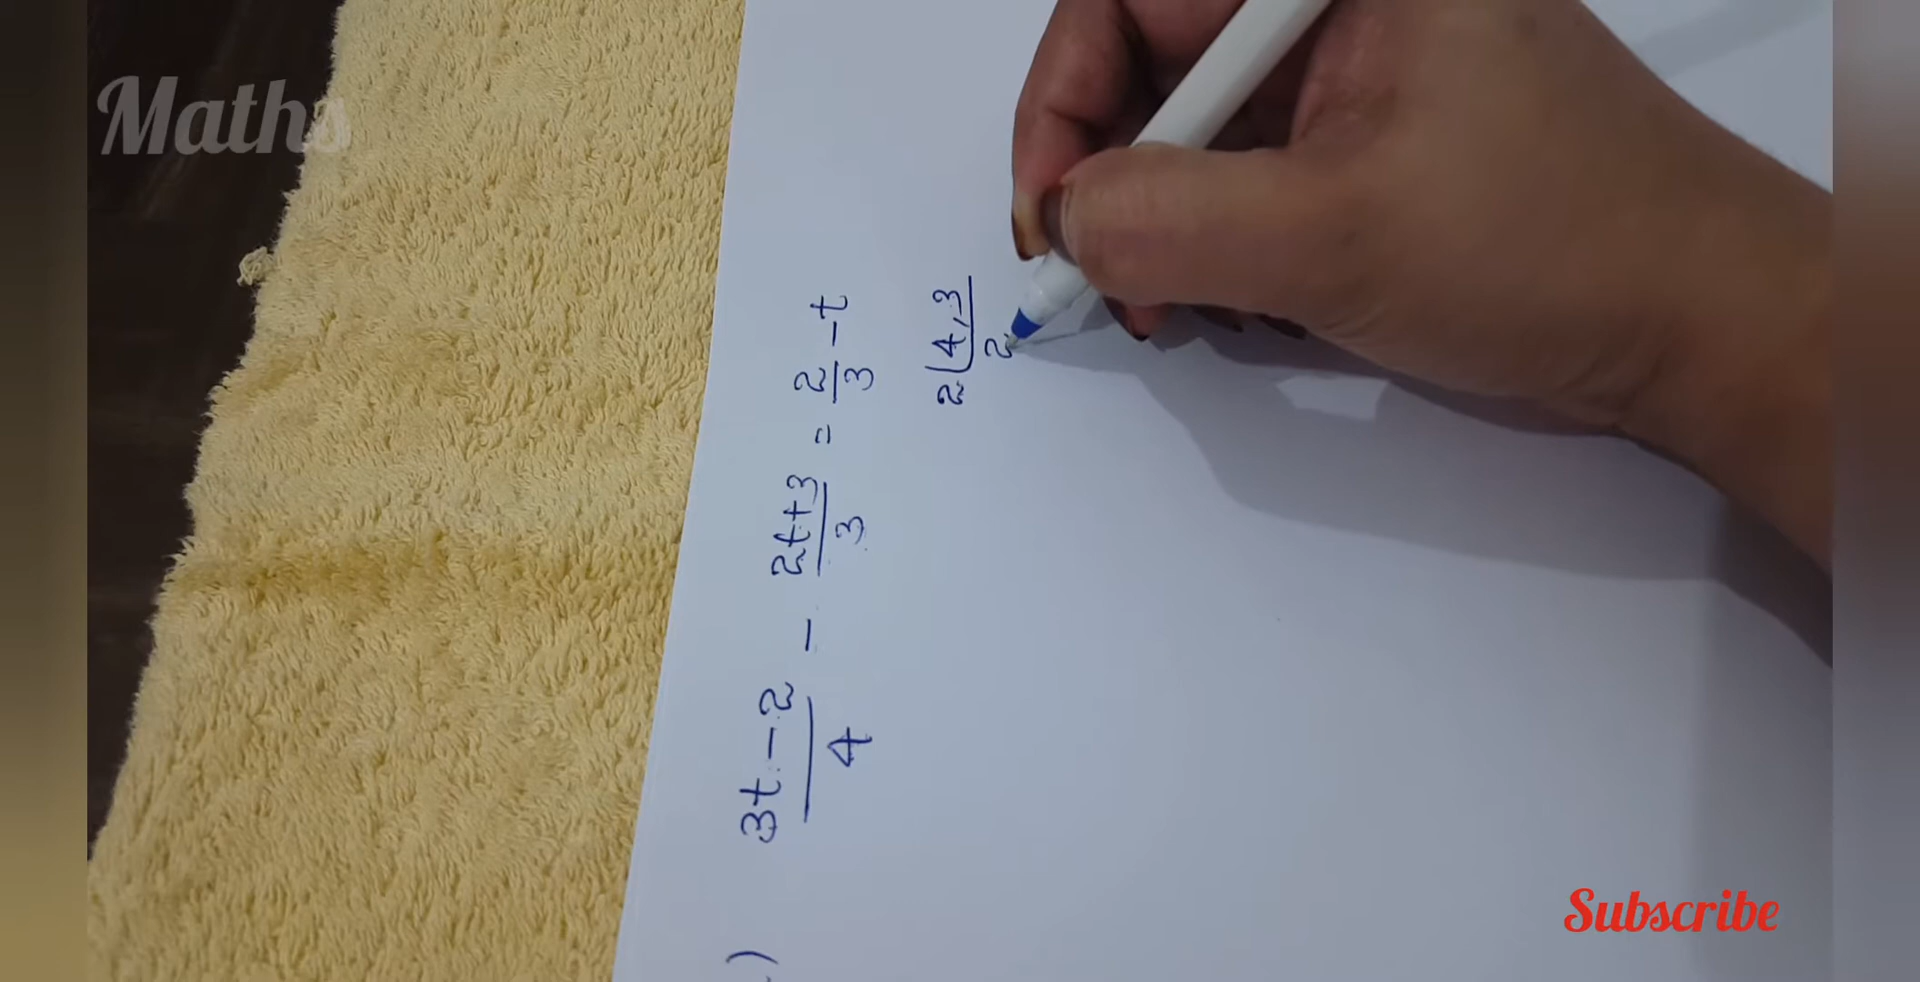 Maths
) 3t-2/4 - 2t+3/3 = 2/3 - t
2 | 4, 3
2,
Subscribe